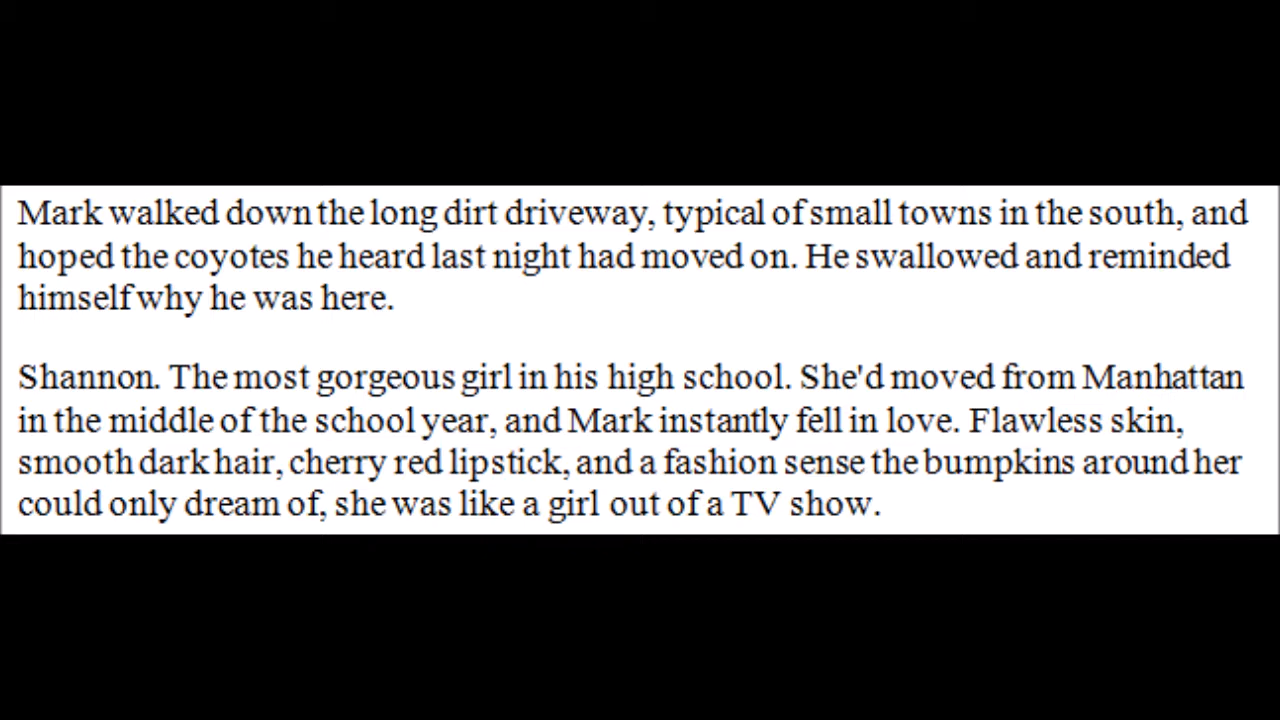 Mark walked down the long dirt driveway, typical of small towns in the south, and
hoped the coyotes he heard last night had moved on. He swallowed and reminded
himself why he was here.
Shannon. The most gorgeous girl in his high school. She'd moved from Manhattan
in the middle of the school year, and Mark instantly fell in love. Flawless skin,
smooth dark hair, cherry red lipstick, and a fashion sense the bumpkins around her
could only dream of, she was like a girl out of a TV show.